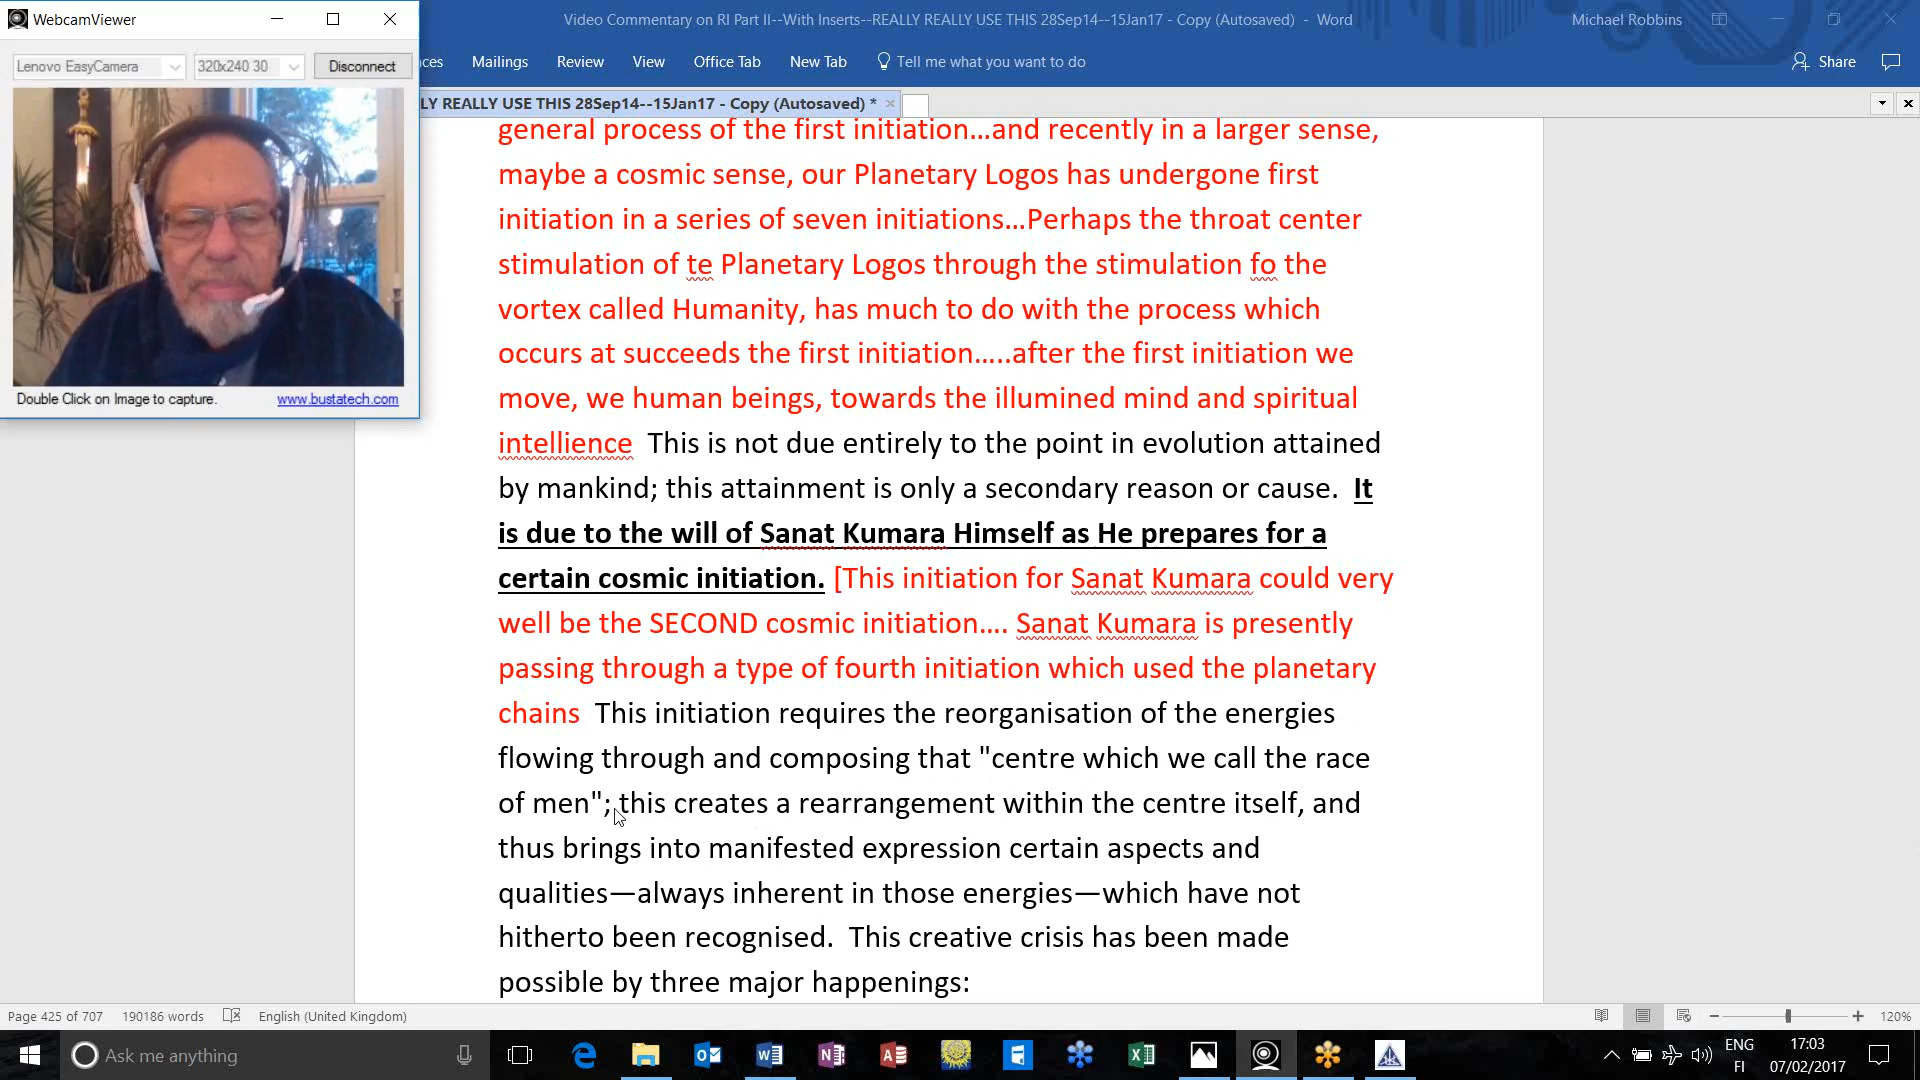 WebcamViewer
Lenovo EasyCamera
320x240 30
Disconnect
Double Click on Image to capture.
www.bustatech.com
Video Commentary on RI Part II--With Inserts--REALLY REALLY USE THIS 28Sep14--15Jan17 - Copy (Autosaved) - Word
Michael Robbins
nces
Mailings
Review
View
Office Tab
New Tab
Tell me what you want to do
Share
LY REALLY USE THIS 28Sep14--15Jan17 - Copy (Autosaved) *
general process of the first initiation…and recently in a larger sense,
maybe a cosmic sense, our Planetary Logos has undergone first
initiation in a series of seven initiations…Perhaps the throat center
stimulation of te Planetary Logos through the stimulation fo the
vortex called Humanity, has much to do with the process which
occurs at succeeds the first initiation…..after the first initiation we
move, we human beings, towards the illumined mind and spiritual
intellience This is not due entirely to the point in evolution attained
by mankind; this attainment is only a secondary reason or cause. It
is due to the will of Sanat Kumara Himself as He prepares for a
certain cosmic initiation. [This initiation for Sanat Kumara could very
well be the SECOND cosmic initiation…. Sanat Kumara is presently
passing through a type of fourth initiation which used the planetary
chains This initiation requires the reorganisation of the energies
flowing through and composing that "centre which we call the race
of men"; this creates a rearrangement within the centre itself, and
thus brings into manifested expression certain aspects and
qualities—always inherent in those energies—which have not
hitherto been recognised. This creative crisis has been made
possible by three major happenings:
Page 425 of 707
190186 words
English (United Kingdom)
120%
Ask me anything
ENG
FI
17:03
07/02/2017